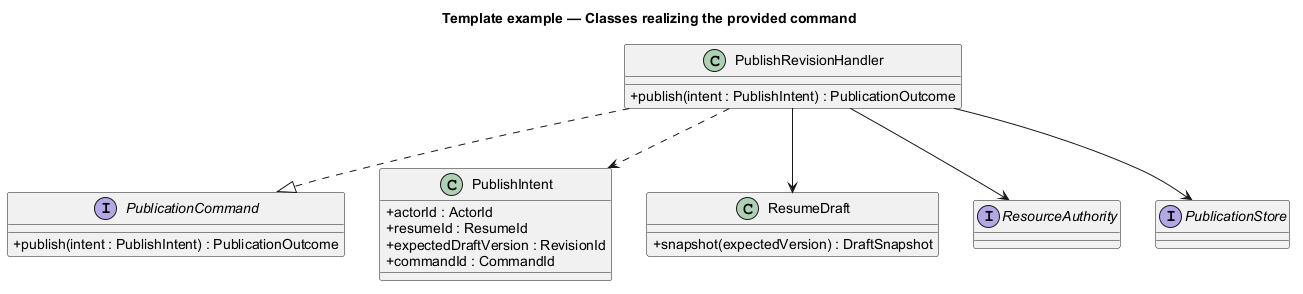 Template example — Classes realizing the provided command
C PublishRevisionHandler
+publish(intent : PublishIntent) : PublicationOutcome
I PublicationCommand
+publish(intent : PublishIntent) : PublicationOutcome
C PublishIntent
+actorId : ActorId
+resumeId : ResumeId
+expectedDraftVersion : RevisionId
+commandId : CommandId
C ResumeDraft
+snapshot(expectedVersion) : DraftSnapshot
I ResourceAuthority
I PublicationStore